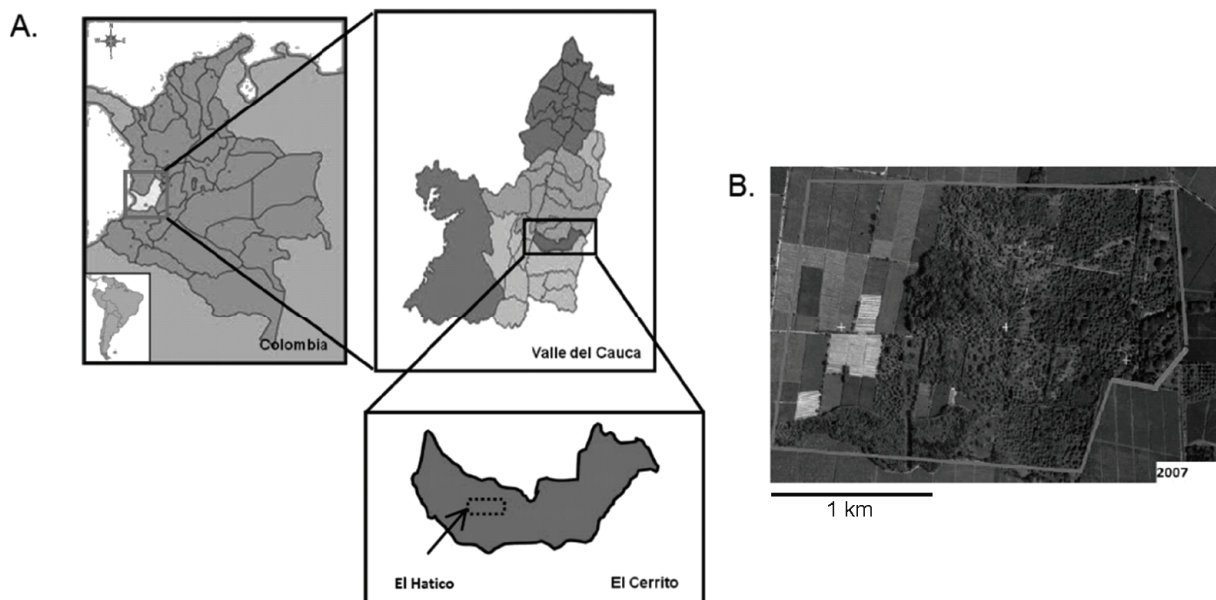 A.
Colombia
Valle del Cauca
El Hatico
El Cerrito
B.
2007
1 km